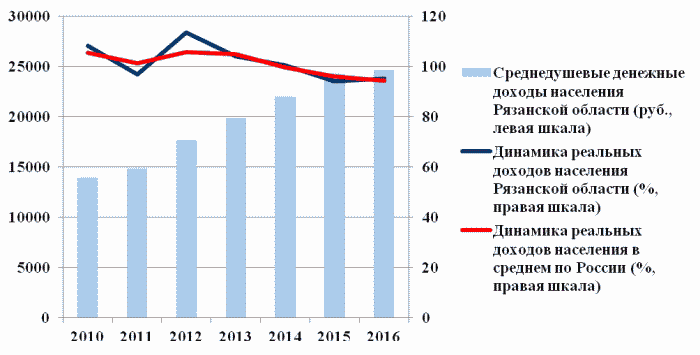 30000
25000
20000
15000
10000
5000
0
120
100
80
60
40
20
0
2010 2011 2012 2013 2014 2015 2016
Среднедушевые денежные
доходы населения
Рязанской области (руб.,
левая шкала)
Динамика реальных
доходов населения
Рязанской области (%,
правая шкала)
Динамика реальных
доходов населения в
среднем по России (%,
правая шкала)